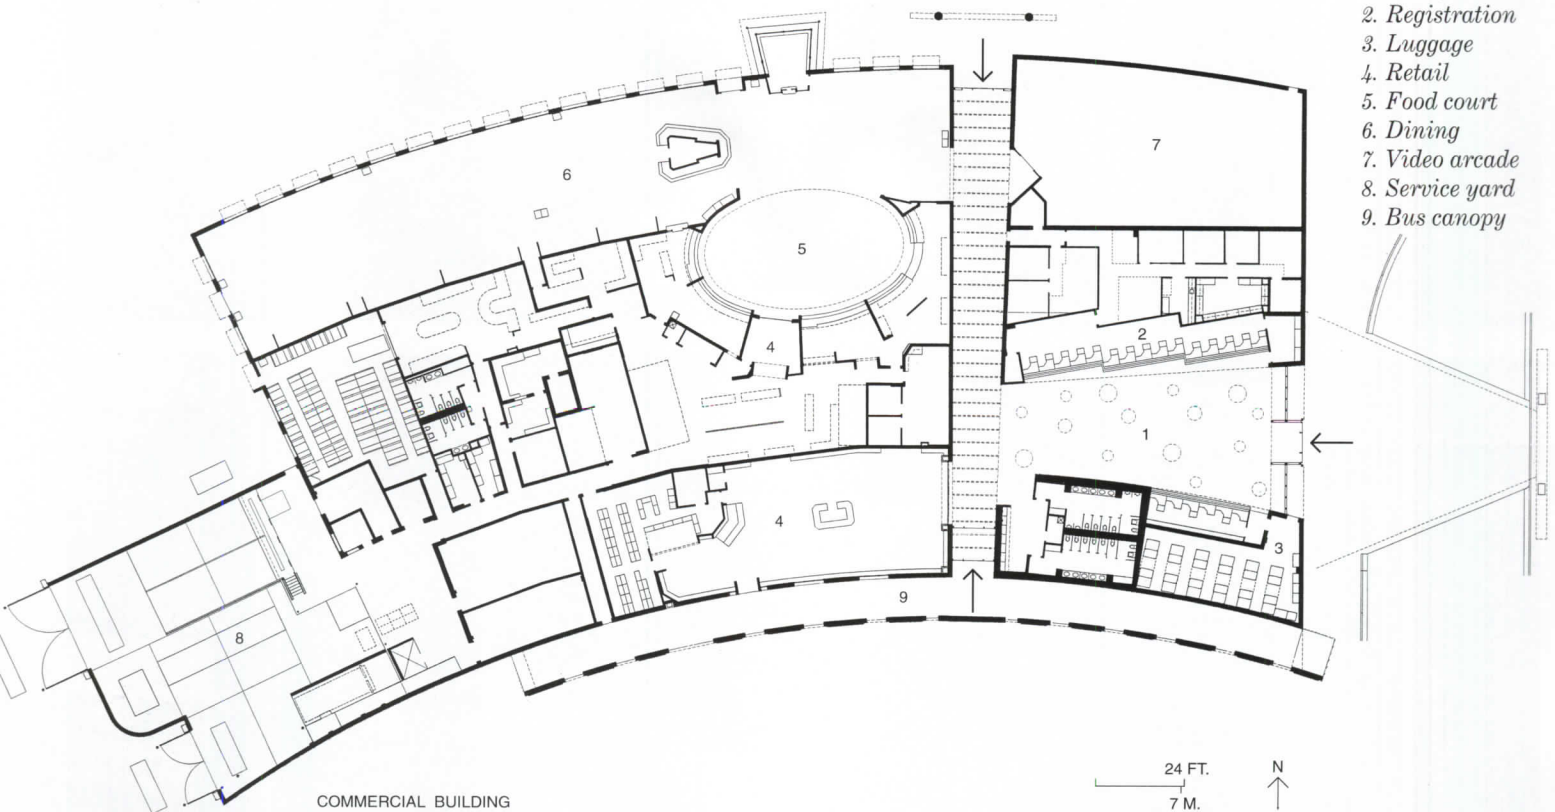 2. Registration
3. Luggage
4. Retail
5. Food court
6. Dining
7. Video arcade
8. Service yard
9. Bus canopy
7
6
5
2
4
1
4
3
9
8
24 FT.
N
7 M.
COMMERCIAL BUILDING